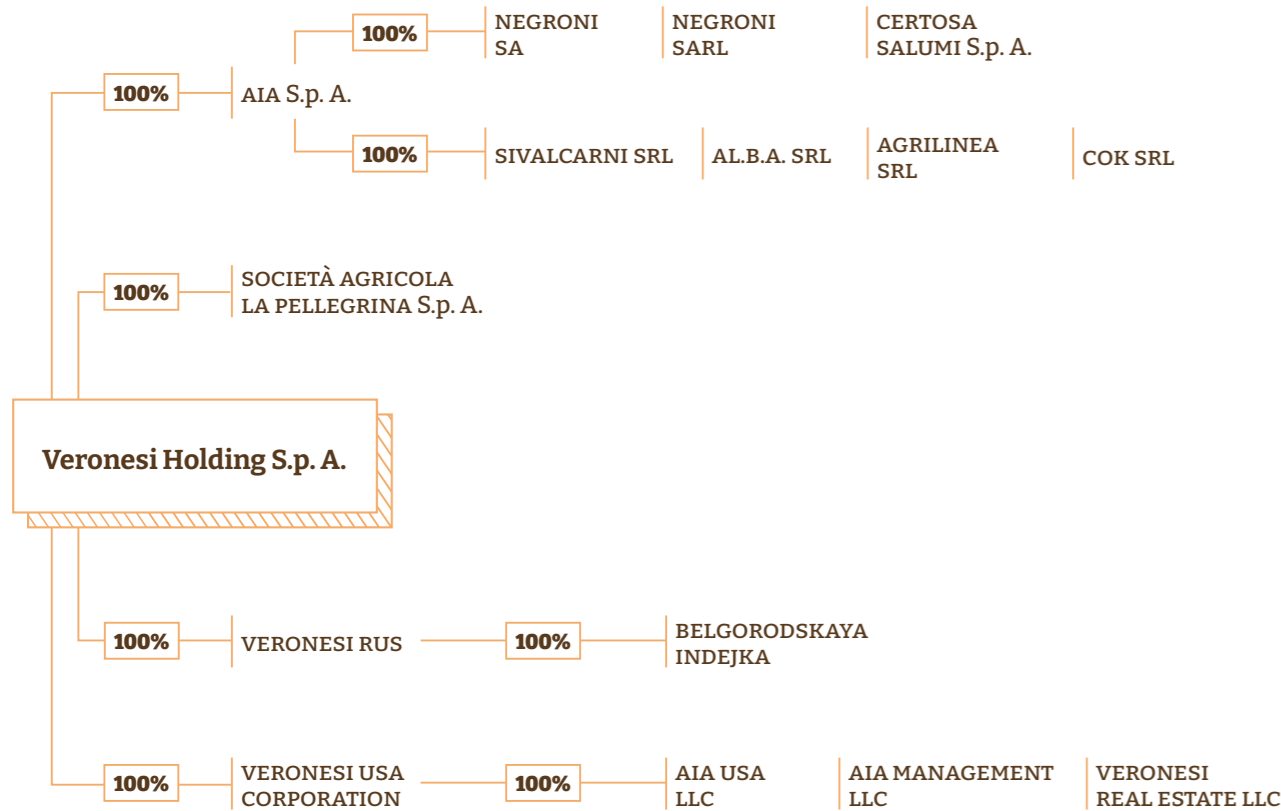 100%
NEGRONI
SA
NEGRONI
SARL
CERTOSA
SALUMI S.p. A.
100%
AIA S.p. A.
100%
SIVALCARNI SRL
AL.B.A. SRL
AGRILINEA
SRL
COK SRL
100%
SOCIETÀ AGRICOLA
LA PELLEGRINA S.p. A.
Veronesi Holding S.p. A.
100%
VERONESI RUS
100%
BELGORODSKAYA
INDEJKA
100%
VERONESI USA
CORPORATION
100%
AIA USA
LLC
AIA MANAGEMENT
LLC
VERONESI
REAL ESTATE LLC